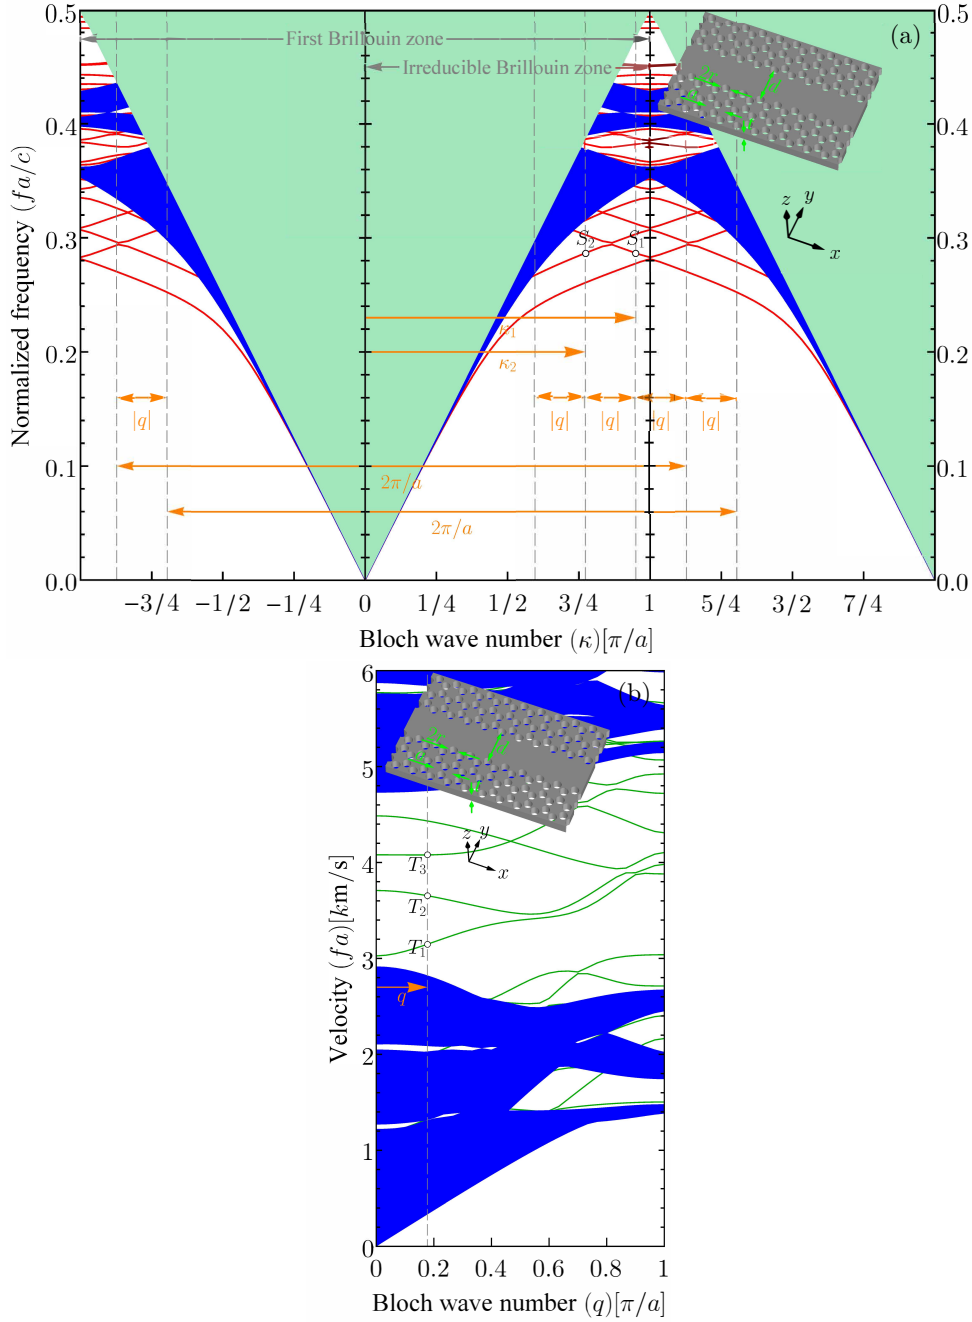 (a)
First Brillouin zone
Irreducible Brillouin zone
Normalized frequency (fa/c)
0.5
0.4
0.3
0.2
0.1
0.0
0.5
0.4
0.3
0.2
0.1
0.0
2r
d
a
t
z
y
x
S₂
S₁
κ₁
κ₂
|q|
|q|
|q|
|q|
|q|
2π/a
2π/a
−3/4
−1/2
−1/4
0
1/4
1/2
3/4
1
5/4
3/2
7/4
Bloch wave number (κ)[π/a]
(b)
Velocity (fa)[km/s]
6
5
4
3
2
1
0
2r
d
a
t
z
y
x
T₃
T₂
T₁
q
0
0.2
0.4
0.6
0.8
1
Bloch wave number (q)[π/a]